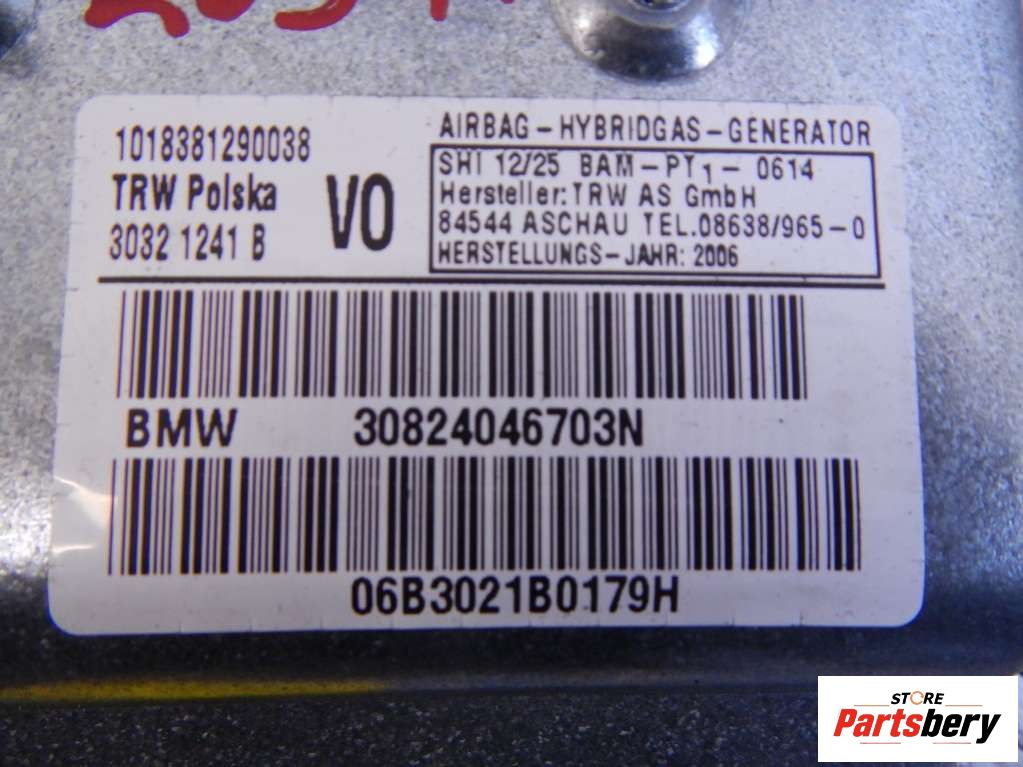 1018381290038
TRW Polska
3032 1241 B
VO
AIRBAG-HYBRIDGAS-GENERATOR
SHI 12/25 BAM-PT1- 0614
Hersteller:TRW AS GmbH
84544 ASCHAU TEL.08638/965-0
HERSTELLUNGS-JAHR: 2006
BMW 30824046703N
06B3021B0179H
STORE
Partsbery